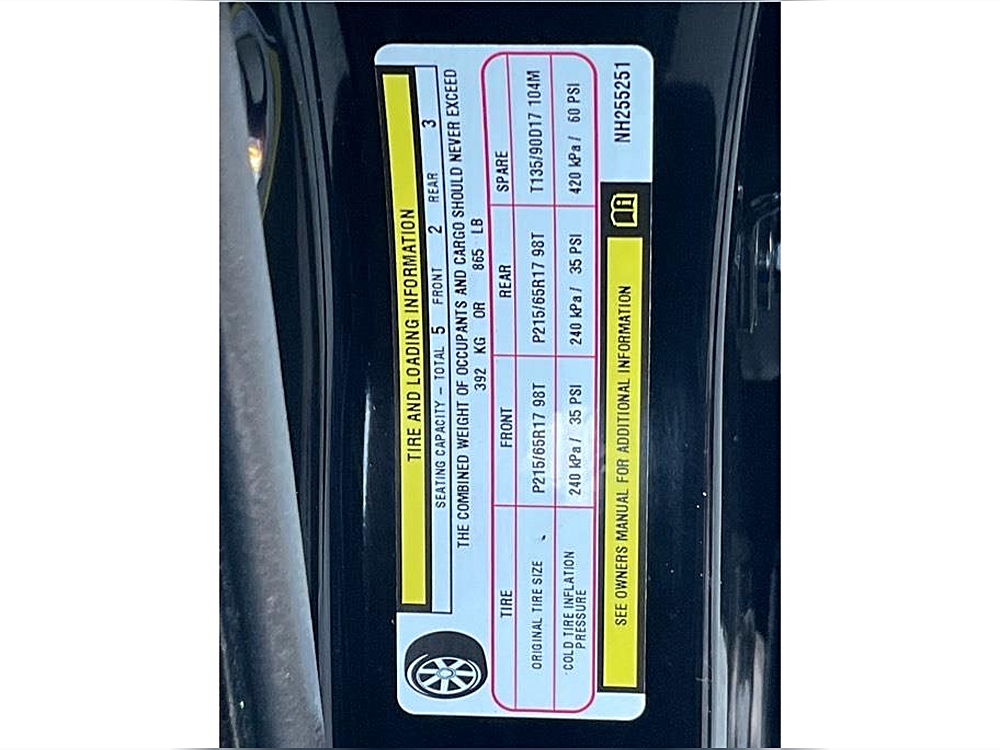 TIRE AND LOADING INFORMATION
SEATING CAPACITY – TOTAL 5 FRONT 2 REAR 3
THE COMBINED WEIGHT OF OCCUPANTS AND CARGO SHOULD NEVER EXCEED
392 KG OR 865 LB
TIRE FRONT REAR SPARE
ORIGINAL TIRE SIZE P215/65R17 98T P215/65R17 98T T135/90D17 104M
COLD TIRE INFLATION PRESSURE 240 kPa / 35 PSI 240 kPa / 35 PSI 420 kPa / 60 PSI
SEE OWNERS MANUAL FOR ADDITIONAL INFORMATION
NH255251